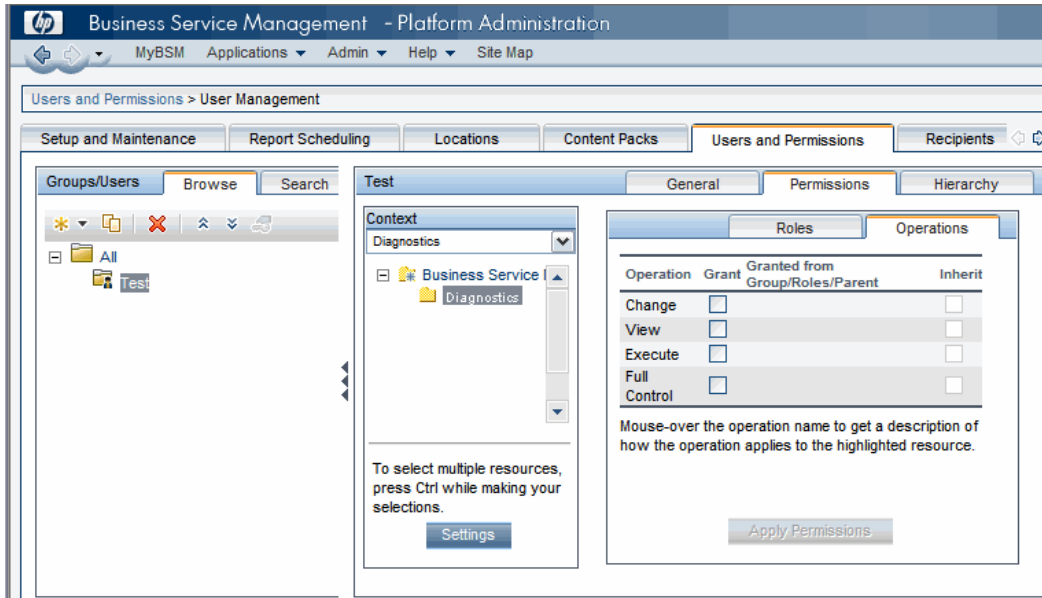 hp Business Service Management - Platform Administration
MyBSM Applications Admin Help Site Map
Users and Permissions > User Management
Setup and Maintenance Report Scheduling Locations Content Packs Users and Permissions Recipients
Groups/Users Browse Search
All
Test
Test General Permissions Hierarchy
Context
Diagnostics
Business Service
Diagnostics
To select multiple resources,
press Ctrl while making your
selections.
Settings
Roles Operations
Operation Grant Granted from
Group/Roles/Parent Inherit
Change
View
Execute
Full
Control
Mouse-over the operation name to get a description of
how the operation applies to the highlighted resource.
Apply Permissions